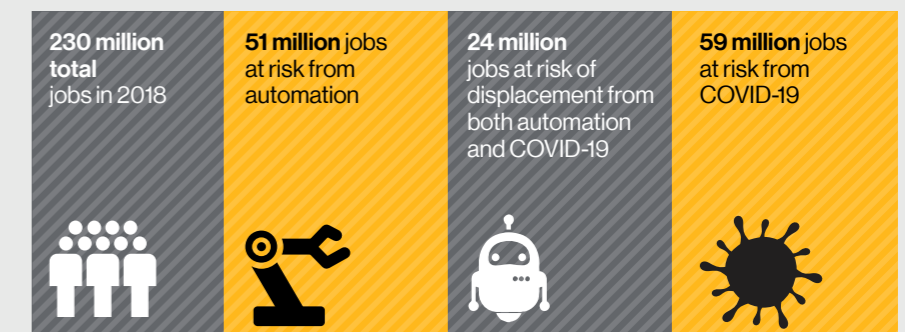 230 million
total
jobs in 2018
51 million jobs
at risk from
automation
24 million
jobs at risk of
displacement from
both automation
and COVID-19
59 million jobs
at risk from
COVID-19